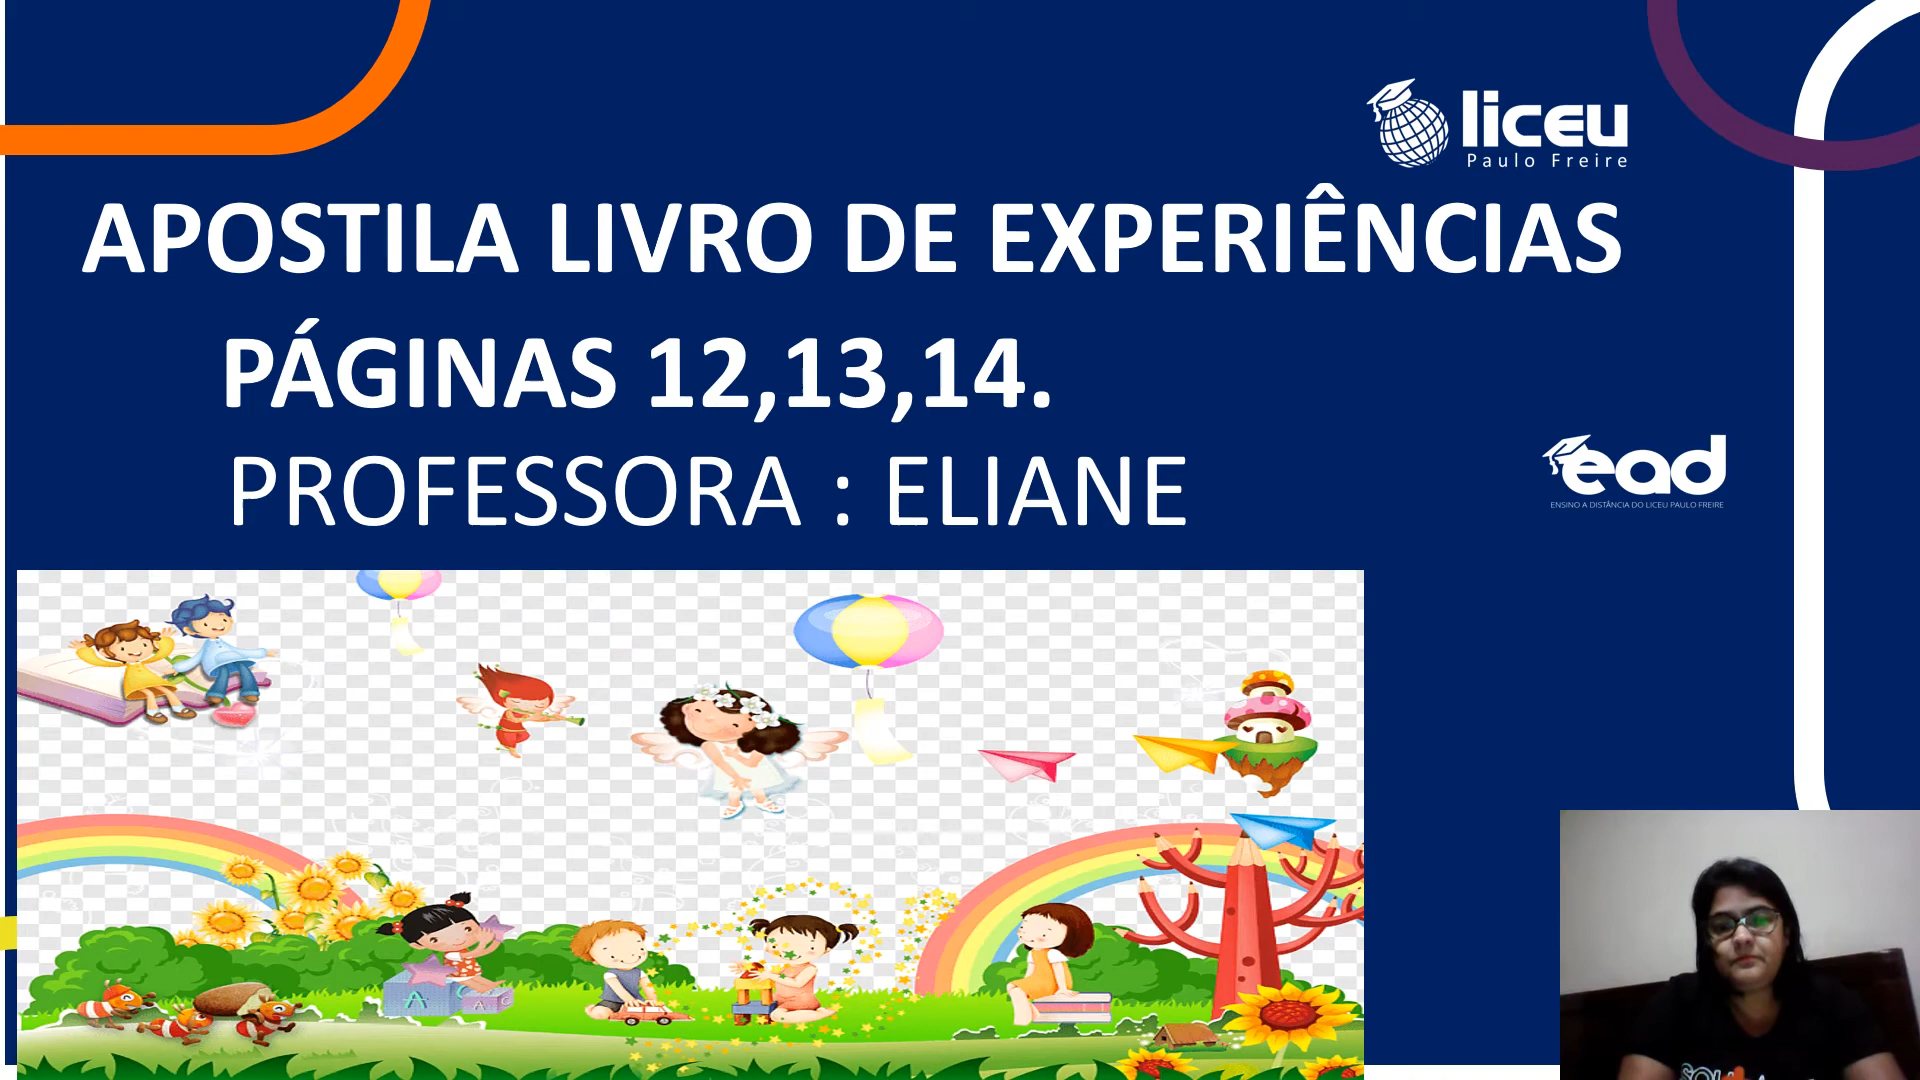 liceu
Paulo Freire
APOSTILA LIVRO DE EXPERIÊNCIAS
PÁGINAS 12,13,14.
PROFESSORA : ELIANE
ead
ENSINO A DISTÂNCIA DO LICEU PAULO FREIRE
A
C
A C